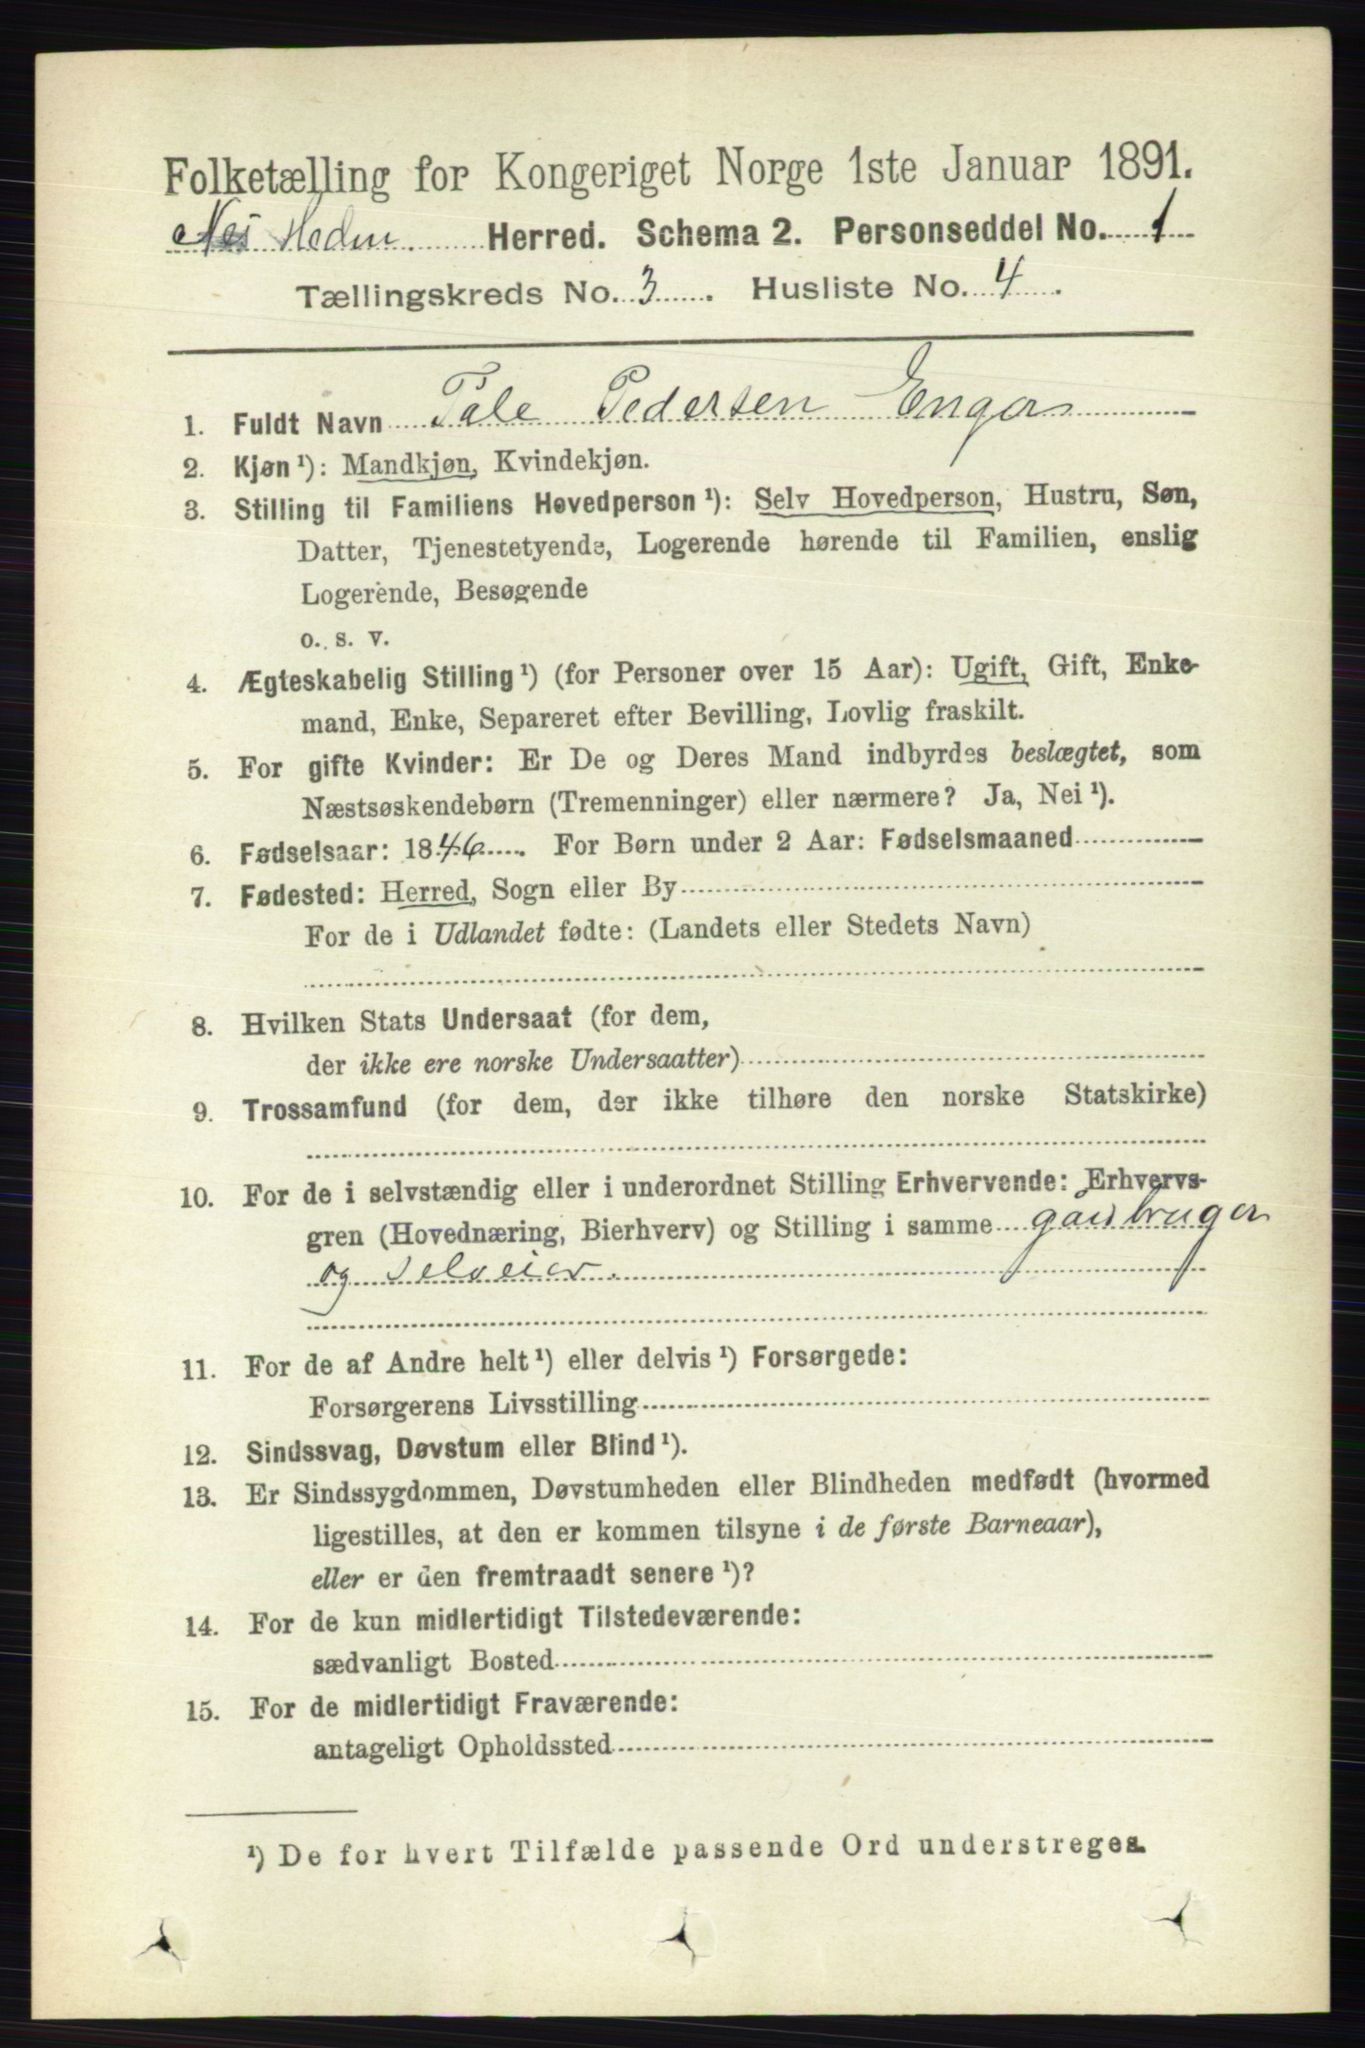 Folketælling for Kongeriget Norge 1ste Januar 1891.
Nes Hedm. Herred. Schema 2. Personseddel No. 1
Tællingskreds No. 3. Husliste No. 4.
1. Fuldt Navn Pale Pedersen Enger
2. Kjøn ¹): Mandkjøn, Kvindekjøn.
3. Stilling til Familiens Hovedperson ¹): Selv Hovedperson, Hustru, Søn,
Datter, Tjenestetyende, Logerende hørende til Familien, enslig
Logerende, Besøgende
o. s. v.
4. Ægteskabelig Stilling ¹) (for Personer over 15 Aar): Ugift, Gift, Enke-
mand, Enke, Separeret efter Bevilling, Lovlig fraskilt.
5. For gifte Kvinder: Er De og Deres Mand indbyrdes beslægtet, som
Næstsøskendebørn (Tremenninger) eller nærmere? Ja, Nei ¹).
6. Fødselsaar: 1846. For Børn under 2 Aar: Fødselsmaaned
7. Fødested: Herred, Sogn eller By
For de i Udlandet fødte: (Landets eller Stedets Navn)
8. Hvilken Stats Undersaat (for dem,
der ikke ere norske Undersaatter)
9. Trossamfund (for dem, der ikke tilhøre den norske Statskirke)
10. For de i selvstændig eller i underordnet Stilling Erhvervende: Erhvervs-
gren (Hovednæring, Bierhverv) og Stilling i samme gaardbruger
og Selveier.
11. For de af Andre helt ¹) eller delvis ¹) Forsørgede:
Forsørgerens Livsstilling
12. Sindssvag, Døvstum eller Blind ¹).
13. Er Sindssygdommen, Døvstumheden eller Blindheden medfødt (hvormed
ligestilles, at den er kommen tilsyne i de første Barneaar),
eller er den fremtraadt senere ¹)?
14. For de kun midlertidigt Tilstedeværende:
sædvanligt Bosted
15. For de midlertidigt Fraværende:
antageligt Opholdssted
¹) De for hvert Tilfælde passende Ord understreges.